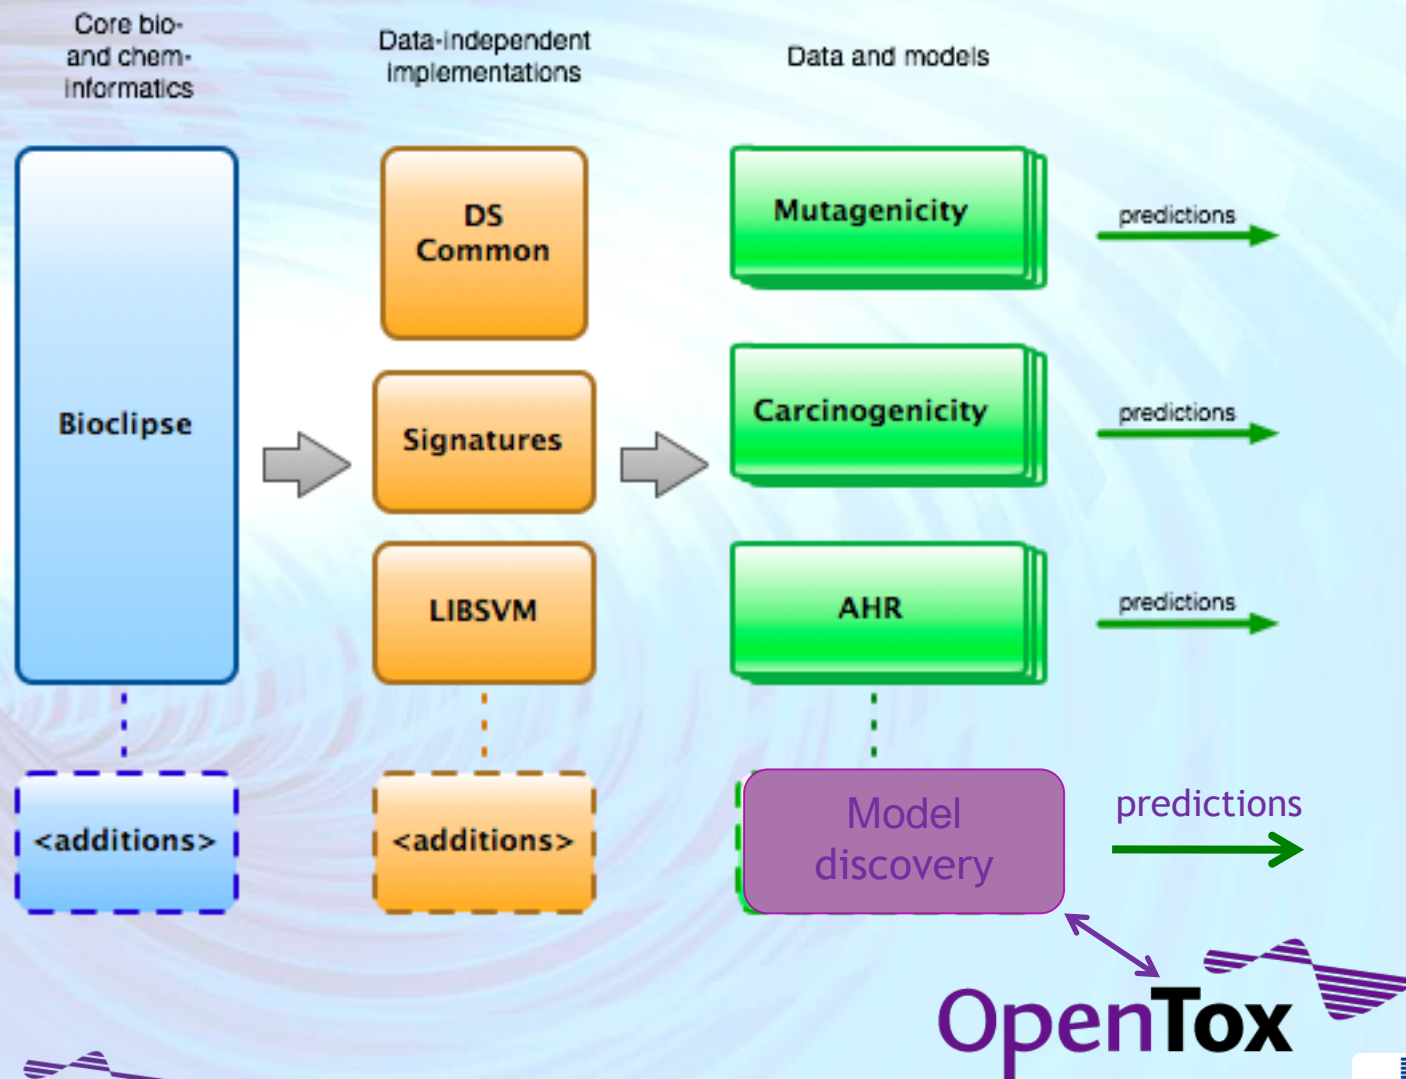 Core bio-
and chem-
informatics
Data-independent
implementations
Data and models
Bioclipse
DS
Common
Signatures
LIBSVM
Mutagenicity
predictions
Carcinogenicity
predictions
AHR
predictions
<additions>
<additions>
Model
discovery
predictions
OpenTox